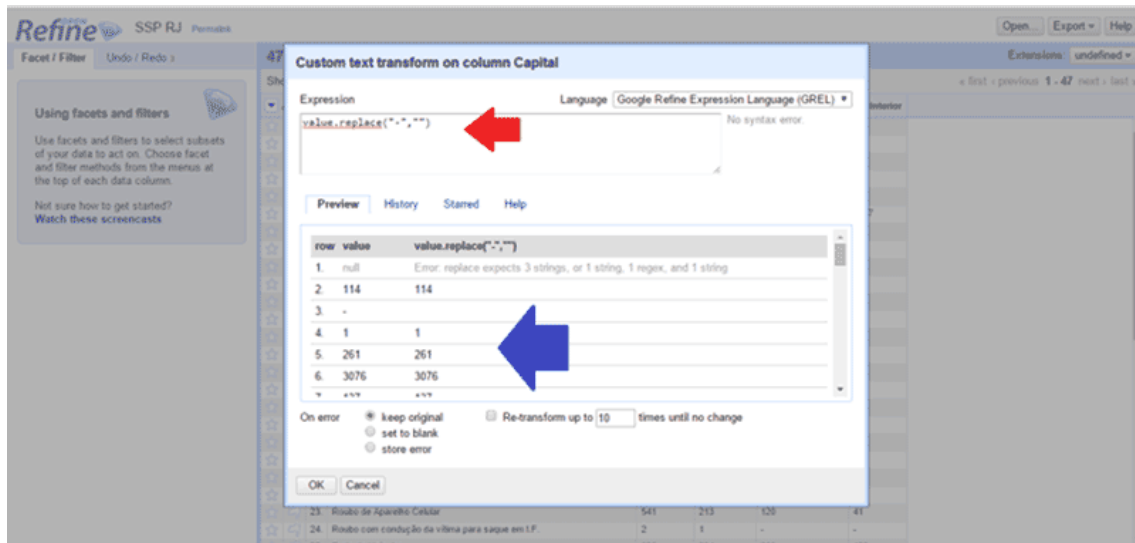 Refine SSP RJ Permalink
Open... Export Help
Facet / Filter Undo / Redo
47
Extensions: undefined
Custom text transform on column Capital
« first ‹ previous 1 - 47 next › last
Expression Language Google Refine Expression Language (GREL)
Interior
value.replace("-","")
No syntax error.
Using facets and filters
Use facets and filters to select subsets
of your data to act on. Choose facet
and filter methods from the menus at
the top of each data column.
Not sure how to get started?
Watch these screencasts
Preview History Starred Help
row value value.replace("-","")
1. null Error: replace expects 3 strings, or 1 string, 1 regex, and 1 string
2. 114 114
3. -
4. 1 1
5. 261 261
6. 3076 3076
7. 137 137
On error keep original Re-transform up to 10 times until no change
set to blank
store error
OK Cancel
23. Roubo de Aparelho Celular 541 213 120 41
24. Roubo com condução da vítima para saque em I.F. 2 1 - -